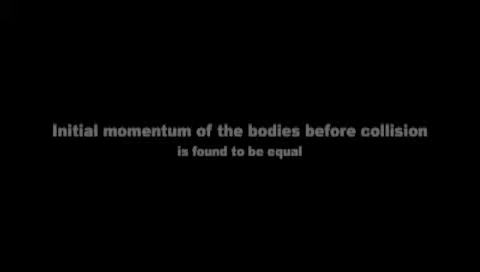 Initial momentum of the bodies before collision
is found to be equal